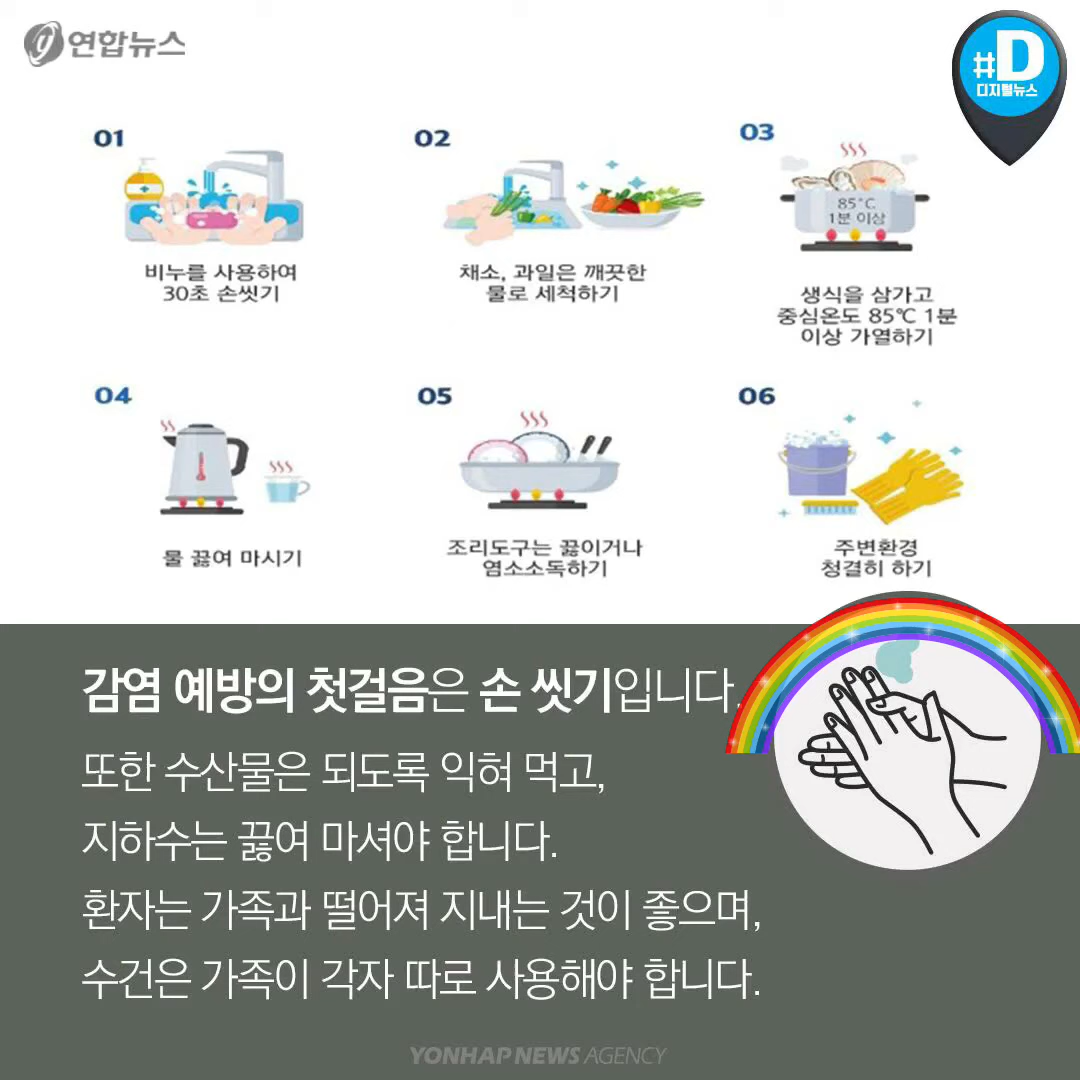 연합뉴스
#D
디지털뉴스
01
비누를 사용하여
30초 손씻기
02
채소, 과일은 깨끗한
물로 세척하기
03
85℃
1분 이상
생식을 삼가고
중심온도 85℃ 1분
이상 가열하기
04
물 끓여 마시기
05
조리도구는 끓이거나
염소소독하기
06
주변환경
청결히 하기
감염 예방의 첫걸음은 손 씻기입니다.
또한 수산물은 되도록 익혀 먹고,
지하수는 끓여 마셔야 합니다.
환자는 가족과 떨어져 지내는 것이 좋으며,
수건은 가족이 각자 따로 사용해야 합니다.
YONHAP NEWS AGENCY